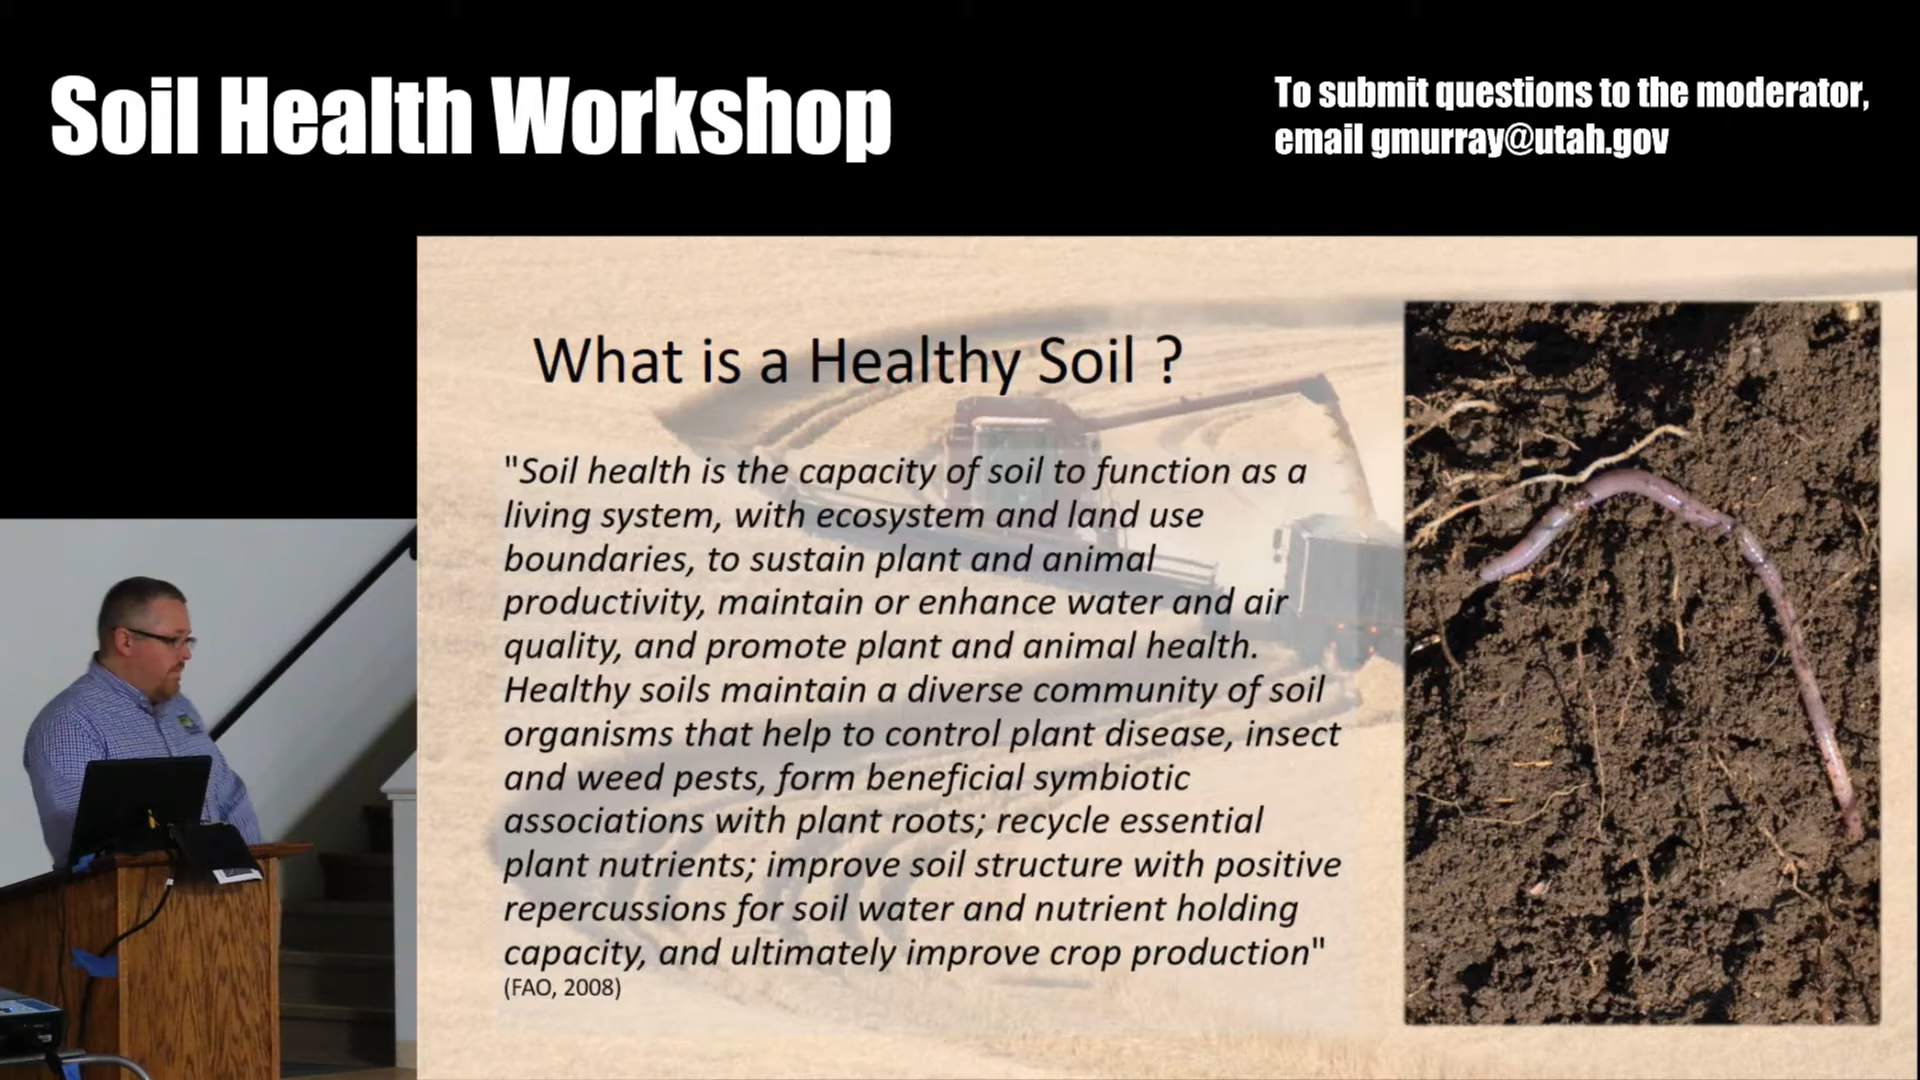 Soil Health Workshop
To submit questions to the moderator,
email gmurray@utah.gov
What is a Healthy Soil ?
"Soil health is the capacity of soil to function as a
living system, with ecosystem and land use
boundaries, to sustain plant and animal
productivity, maintain or enhance water and air
quality, and promote plant and animal health.
Healthy soils maintain a diverse community of soil
organisms that help to control plant disease, insect
and weed pests, form beneficial symbiotic
associations with plant roots; recycle essential
plant nutrients; improve soil structure with positive
repercussions for soil water and nutrient holding
capacity, and ultimately improve crop production"
(FAO, 2008)